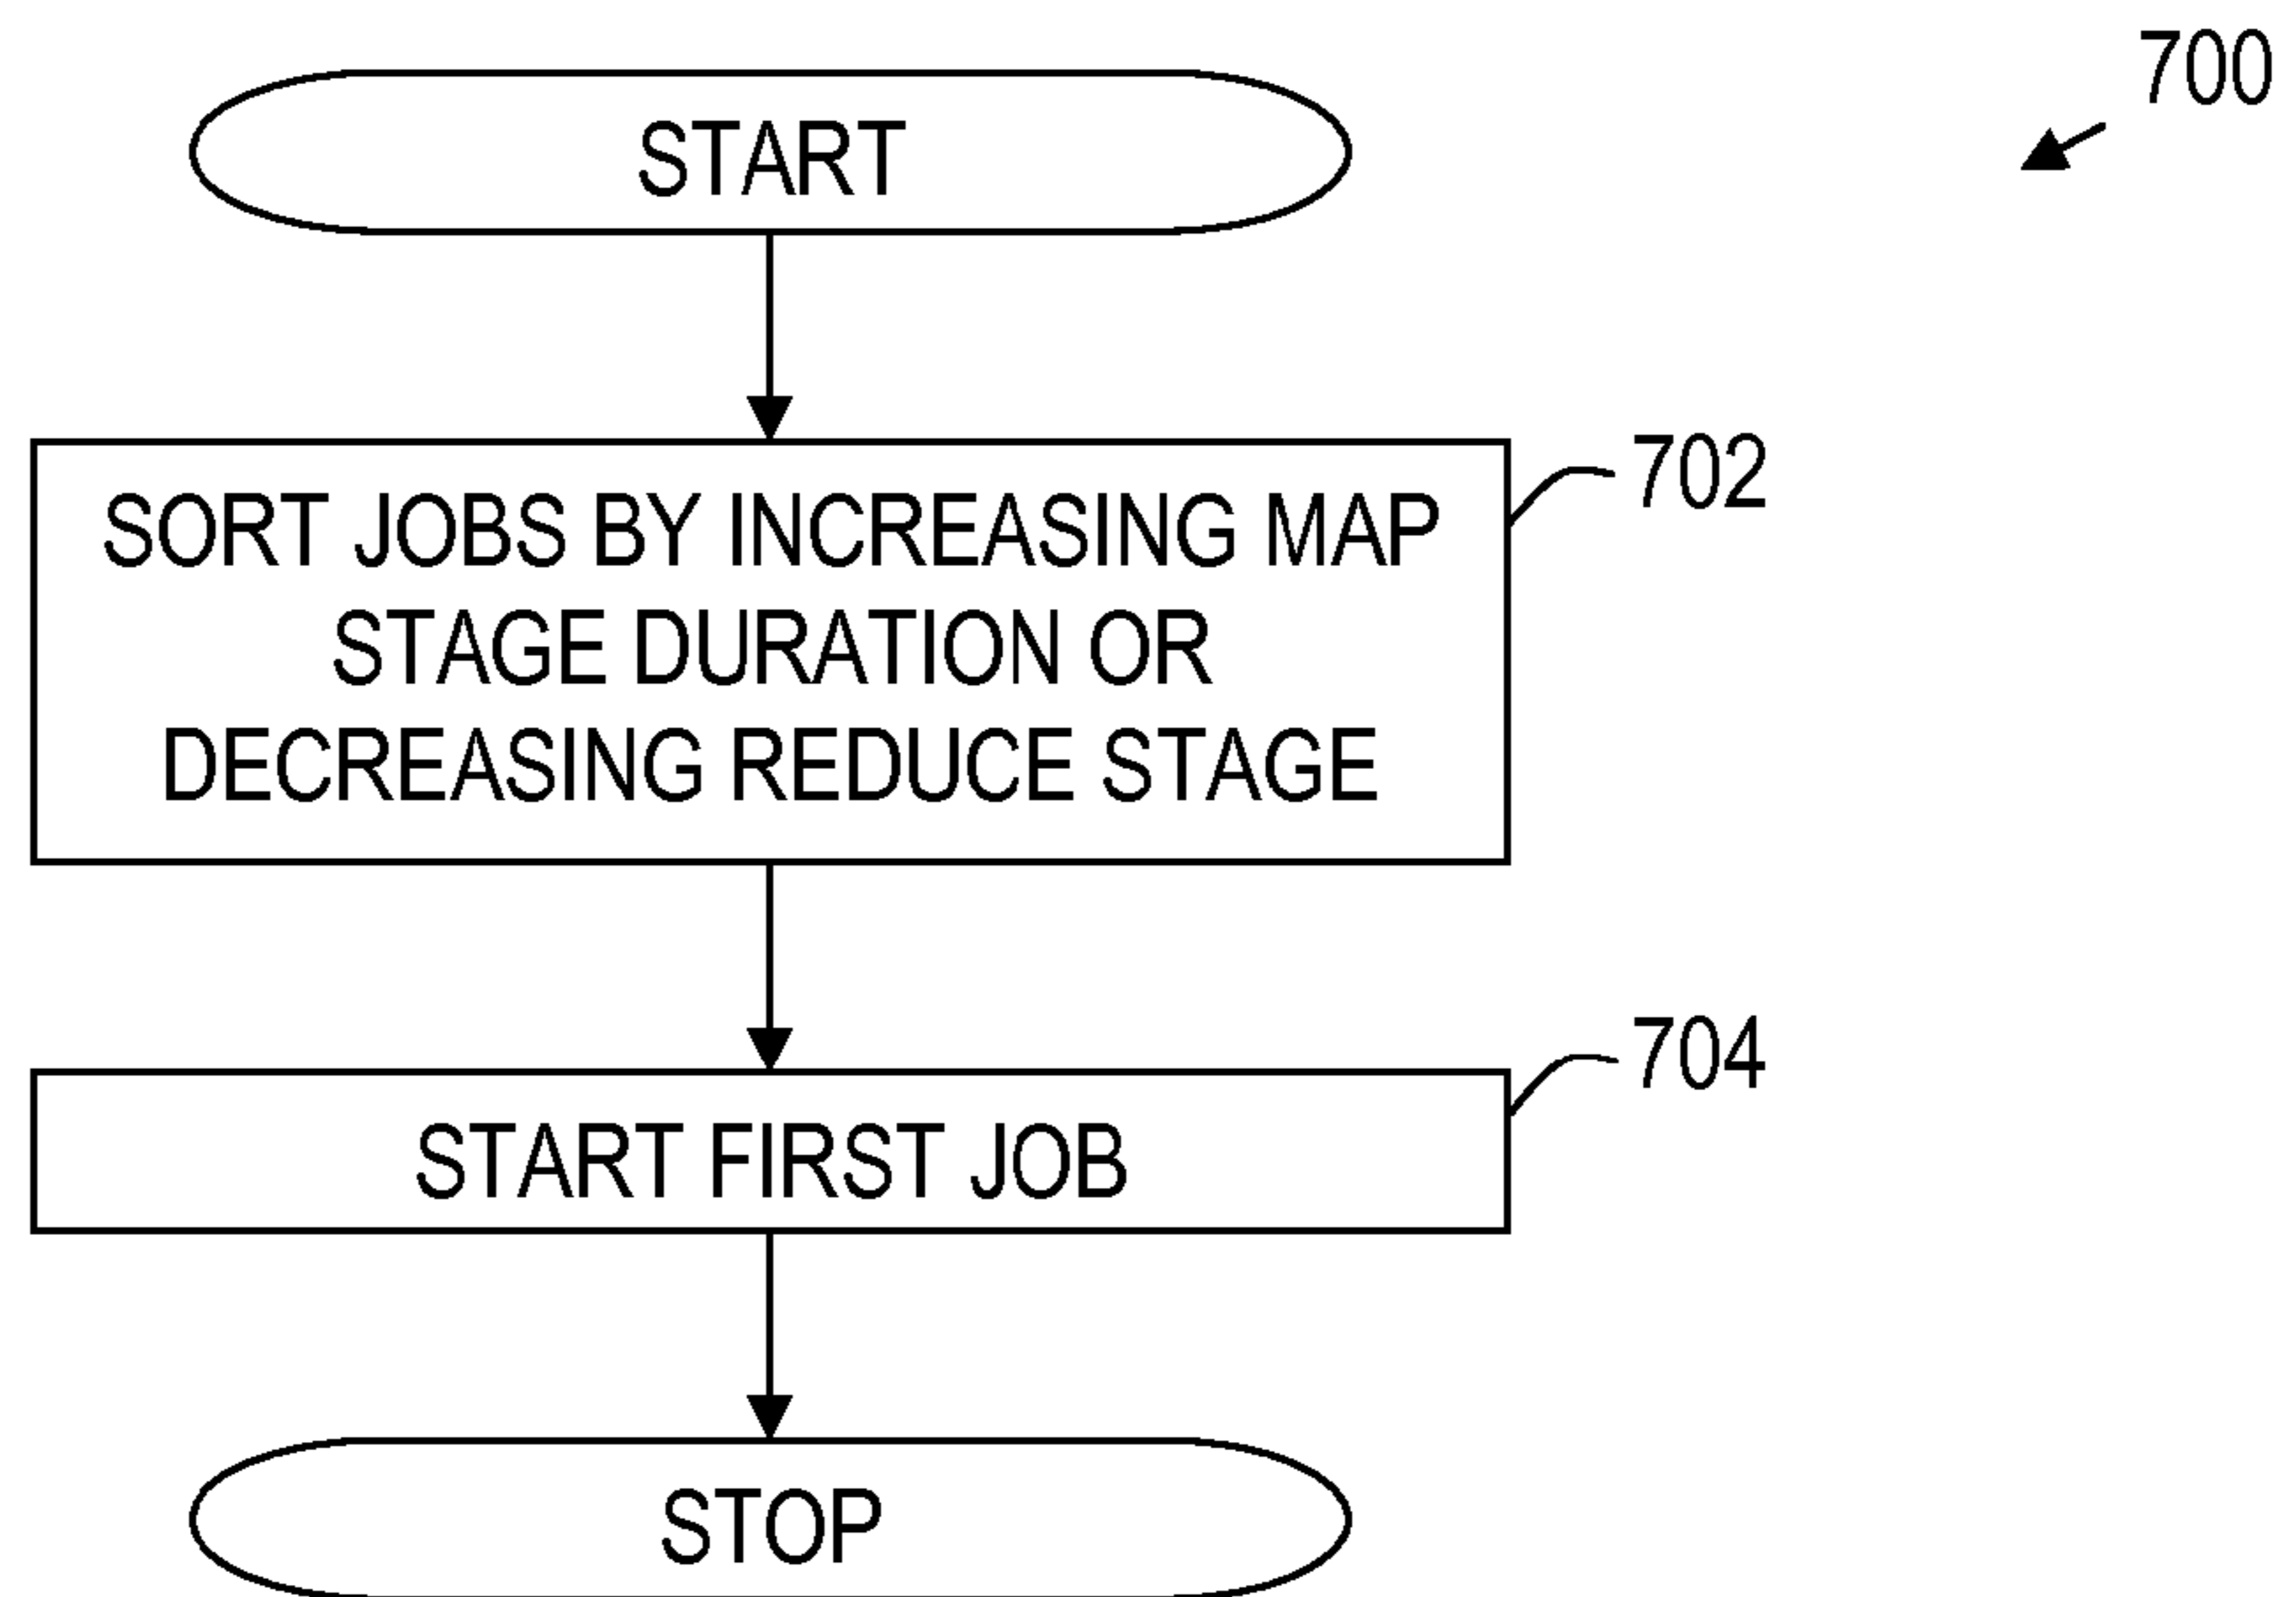 700
START
SORT JOBS BY INCREASING MAP
STAGE DURATION OR
DECREASING REDUCE STAGE
702
START FIRST JOB
704
STOP